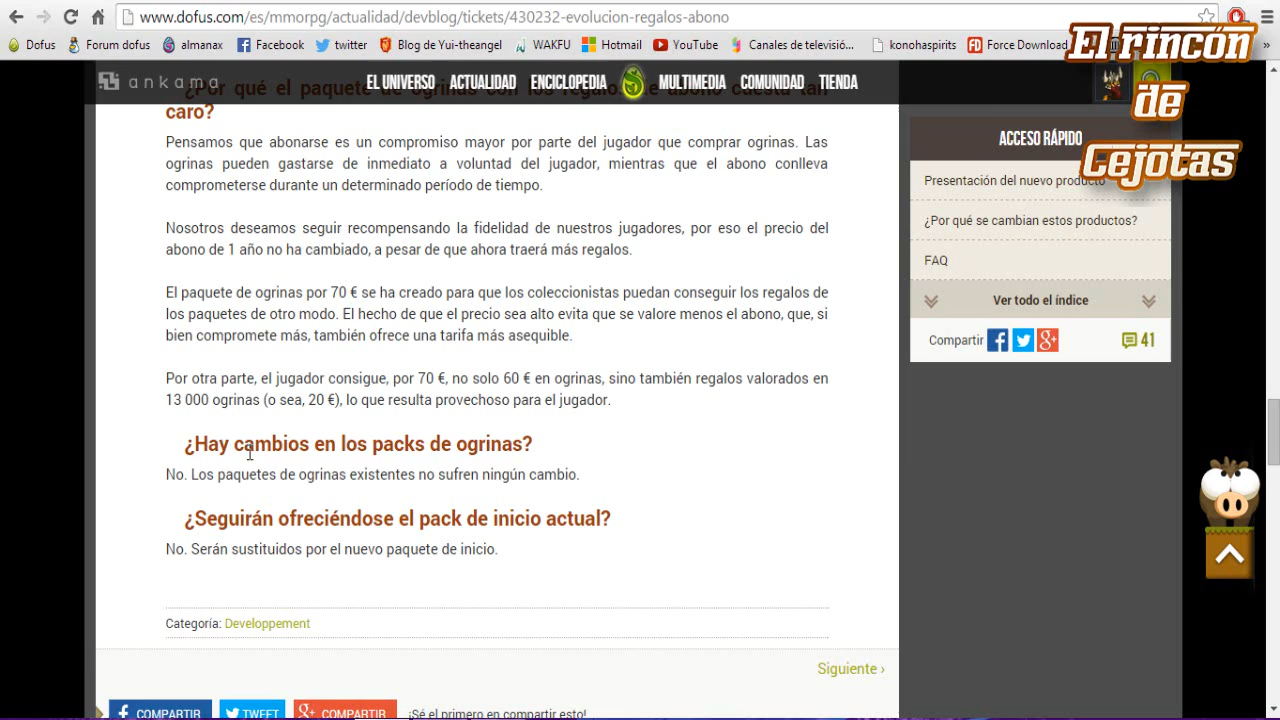 www.dofus.com/es/mmorpg/actualidad/devblog/tickets/430232-evolucion-regalos-abono
Dofus Forum dofus almanax Facebook twitter Blog de Yui-theangel WAKFU Hotmail YouTube Canales de televisió... konohaspirits Force Download »
El rincón
de
Cejotas
ankama
EL UNIVERSO ACTUALIDAD ENCICLOPEDIA MULTIMEDIA COMUNIDAD TIENDA
¿Por qué el paquete de ogrinas con los regalos de abono cuesta tan
caro?
Pensamos que abonarse es un compromiso mayor por parte del jugador que comprar ogrinas. Las
ogrinas pueden gastarse de inmediato a voluntad del jugador, mientras que el abono conlleva
comprometerse durante un determinado período de tiempo.
Nosotros deseamos seguir recompensando la fidelidad de nuestros jugadores, por eso el precio del
abono de 1 año no ha cambiado, a pesar de que ahora traerá más regalos.
El paquete de ogrinas por 70 € se ha creado para que los coleccionistas puedan conseguir los regalos de
los paquetes de otro modo. El hecho de que el precio sea alto evita que se valore menos el abono, que, si
bien compromete más, también ofrece una tarifa más asequible.
Por otra parte, el jugador consigue, por 70 €, no solo 60 € en ogrinas, sino también regalos valorados en
13 000 ogrinas (o sea, 20 €), lo que resulta provechoso para el jugador.
¿Hay cambios en los packs de ogrinas?
No. Los paquetes de ogrinas existentes no sufren ningún cambio.
¿Seguirán ofreciéndose el pack de inicio actual?
No. Serán sustituidos por el nuevo paquete de inicio.
Categoría: Developpement
Siguiente ›
COMPARTIR TWEET COMPARTIR ¡Sé el primero en compartir esto!
ACCESO RÁPIDO
Presentación del nuevo producto
¿Por qué se cambian estos productos?
FAQ
Ver todo el índice
Compartir 41